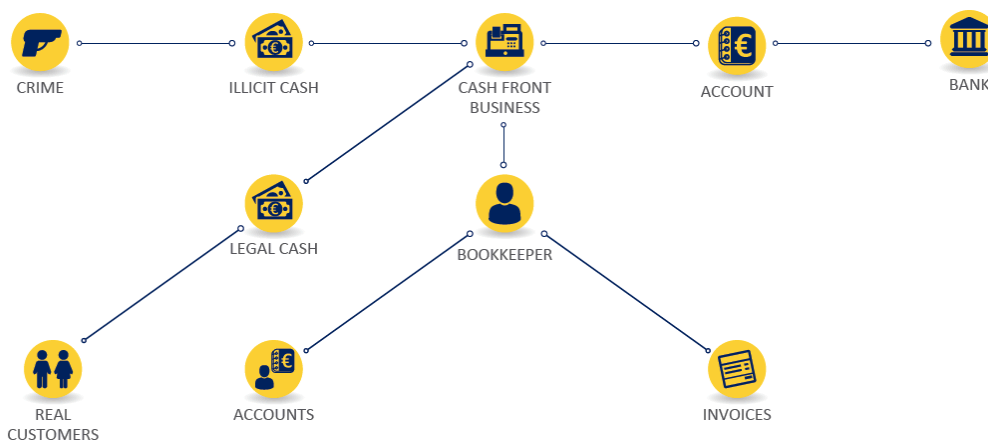 CRIME
ILLICIT CASH
CASH FRONT
BUSINESS
ACCOUNT
BANK
LEGAL CASH
BOOKKEEPER
REAL
CUSTOMERS
ACCOUNTS
INVOICES